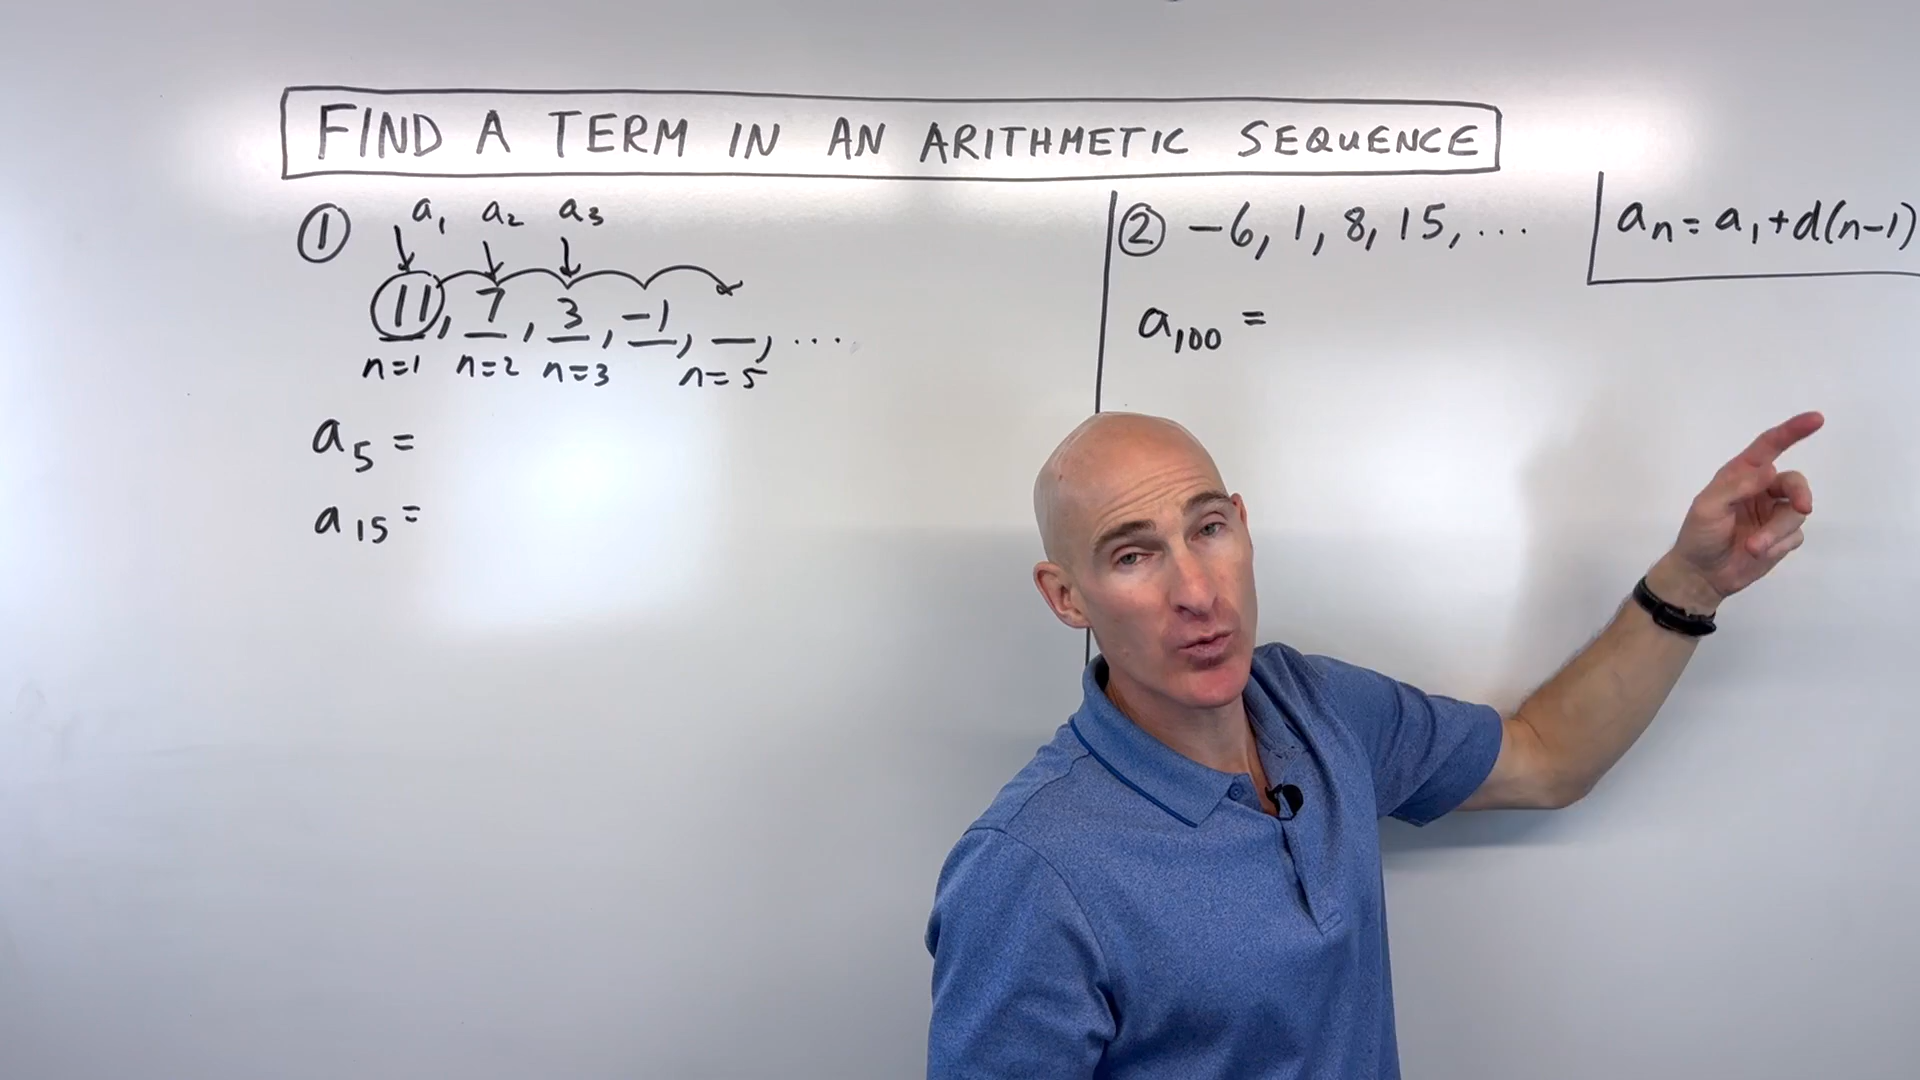 FIND A TERM IN AN ARITHMETIC SEQUENCE
① a₁ a₂ a₃
11, 7, 3, -1, __, ...
n=1 n=2 n=3 n=5
a₅ =
a₁₅ =
② -6, 1, 8, 15, ...
a₁₀₀ =
aₙ = a₁+d(n-1)